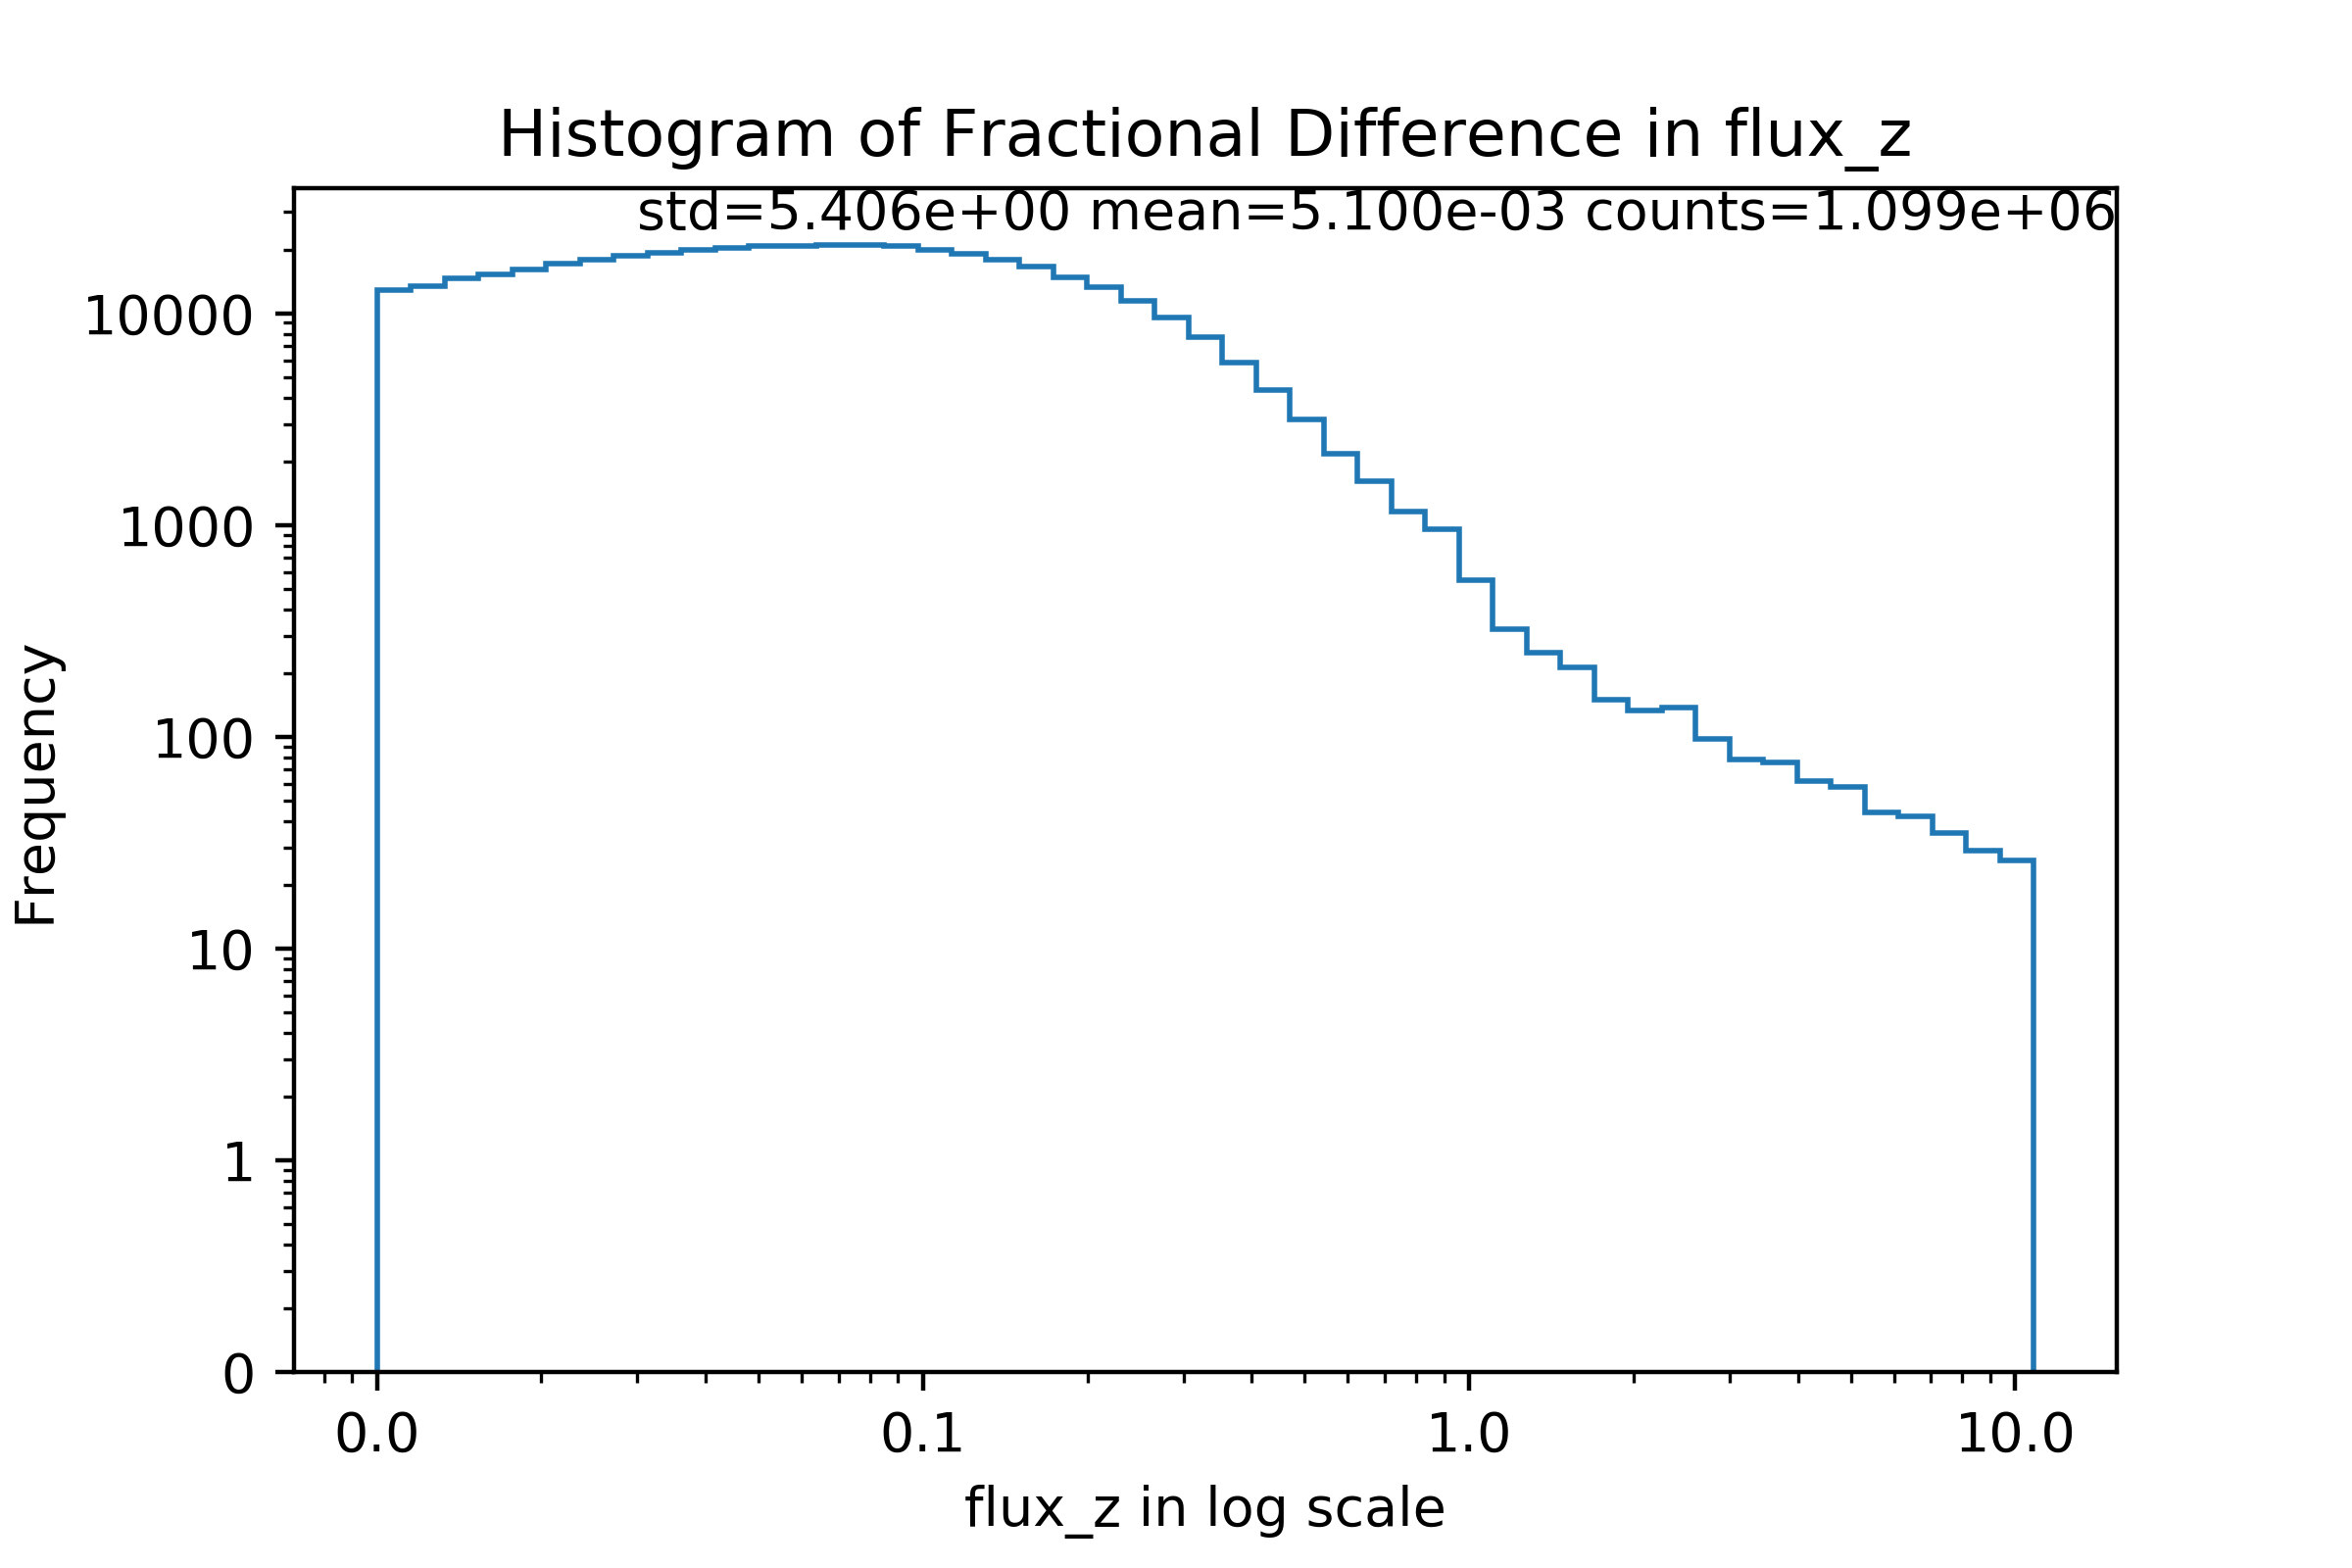 Histogram of Fractional Difference in flux_z
std=5.406e+00 mean=5.100e-03 counts=1.099e+06
10000
1000
100
10
1
0
Frequency
0.0 0.1 1.0 10.0
flux_z in log scale